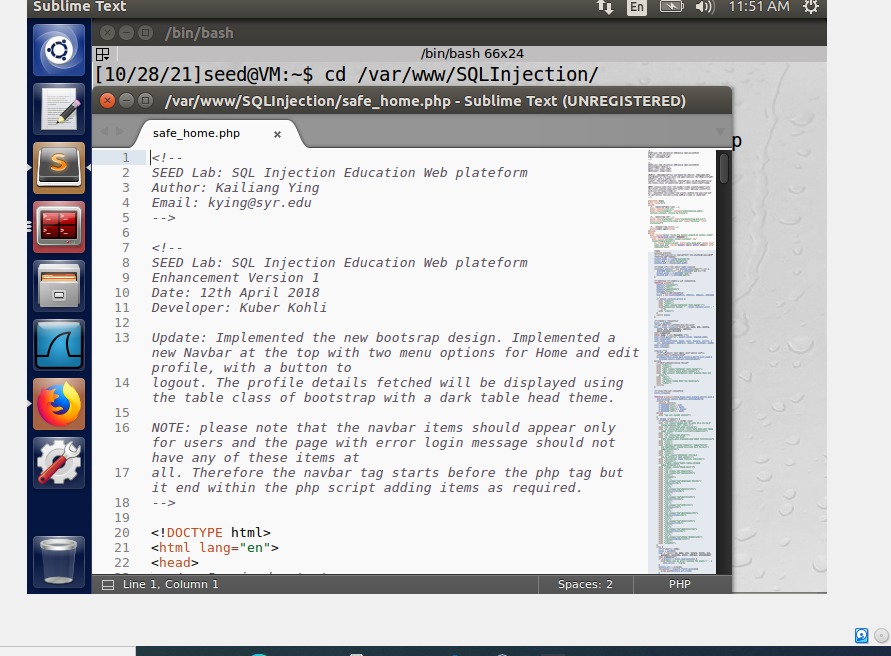 Sublime Text
En
11:51 AM
/bin/bash
/bin/bash 66x24
[10/28/21]seed@VM:~$ cd /var/www/SQLInjection/
/var/www/SQLInjection/safe_home.php - Sublime Text (UNREGISTERED)
p
safe_home.php
1 <!--
2 SEED Lab: SQL Injection Education Web plateform
3 Author: Kailiang Ying
4 Email: kying@syr.edu
5 -->
6
7 <!--
8 SEED Lab: SQL Injection Education Web plateform
9 Enhancement Version 1
10 Date: 12th April 2018
11 Developer: Kuber Kohli
12
13 Update: Implemented the new bootsrap design. Implemented a
new Navbar at the top with two menu options for Home and edit
profile, with a button to
14 logout. The profile details fetched will be displayed using
the table class of bootstrap with a dark table head theme.
15
16 NOTE: please note that the navbar items should appear only
for users and the page with error login message should not
have any of these items at
17 all. Therefore the navbar tag starts before the php tag but
it end within the php script adding items as required.
18 -->
19
20 <!DOCTYPE html>
21 <html lang="en">
22 <head>
Line 1, Column 1
Spaces: 2
PHP